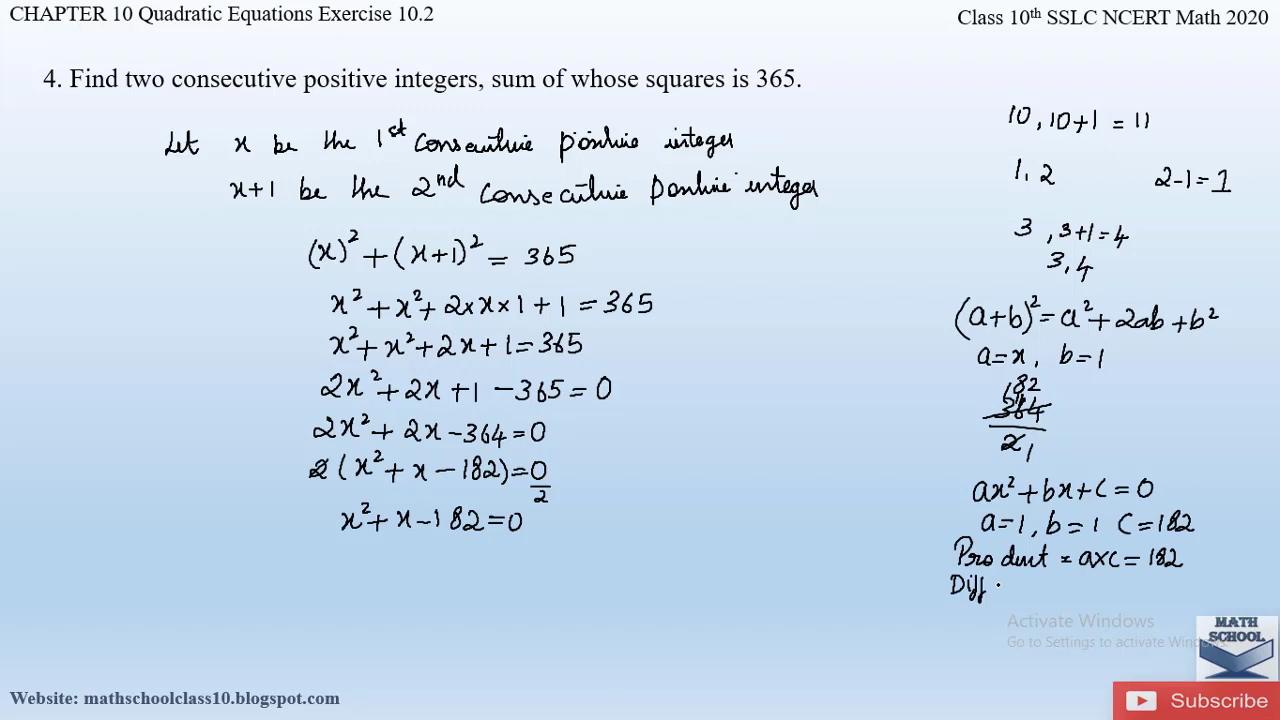 CHAPTER 10 Quadratic Equations Exercise 10.2
Class 10th SSLC NCERT Math 2020
4. Find two consecutive positive integers, sum of whose squares is 365.
Let x be the 1st Consecutive positive integer
x+1 be the 2nd Consecutive positive integer
(x)² + (x+1)² = 365
x² + x² + 2×x×1 + 1 = 365
x² + x² + 2x + 1 = 365
2x² + 2x + 1 - 365 = 0
2x² + 2x - 364 = 0
2(x² + x - 182) = 0/2
x² + x - 182 = 0
10, 10+1 = 11
1, 2 2-1 = 1
3, 3+1 = 4
3, 4
(a+b)² = a² + 2ab + b²
a = x, b = 1
182
364
2 1
ax² + bx + c = 0
a = 1, b = 1 C = 182
Product = a×c = 182
Diff
Activate Windows
Go to Settings to activate Windows.
MATH
SCHOOL
Website: mathschoolclass10.blogspot.com
Subscribe